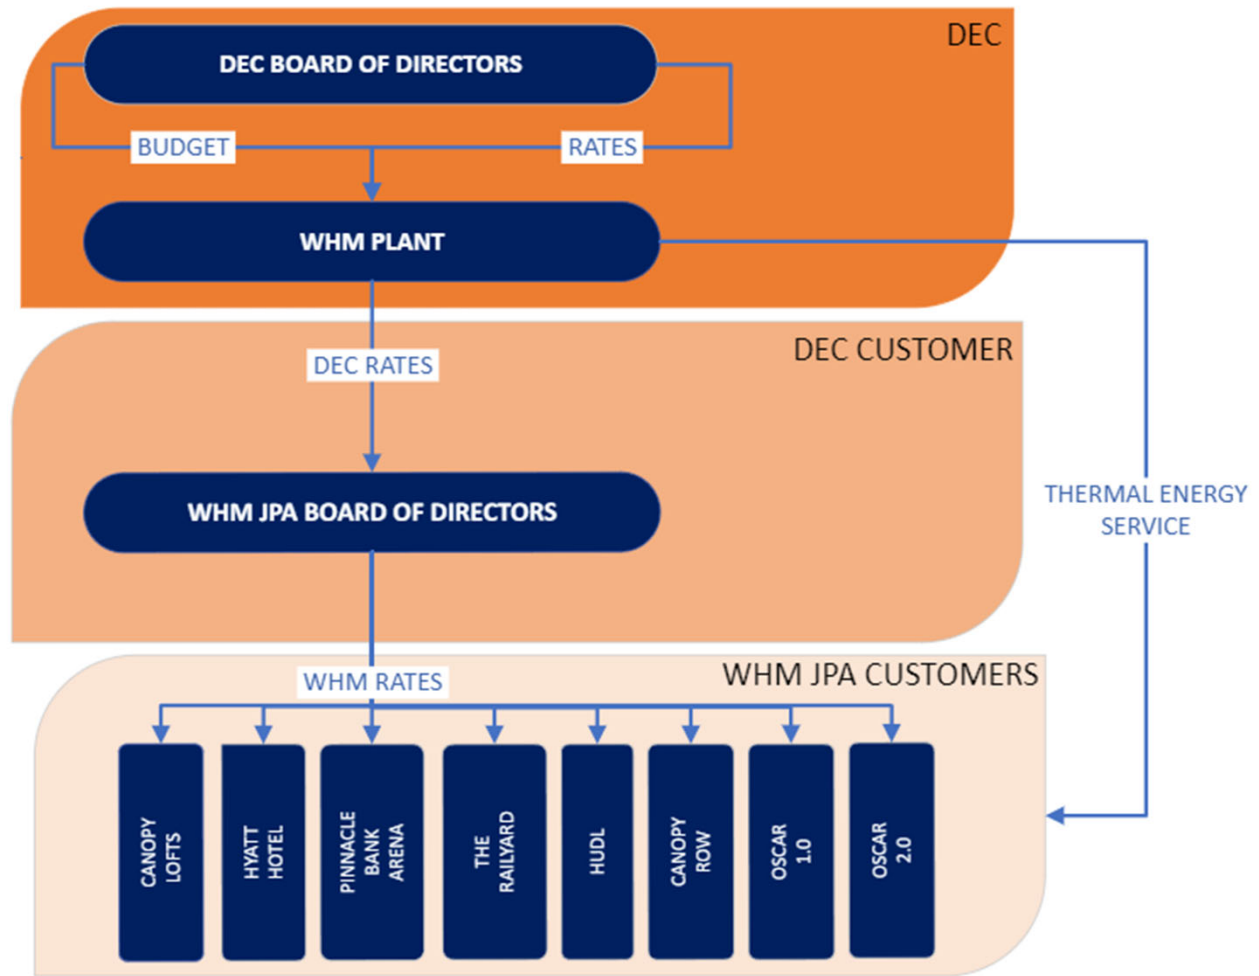 DEC
DEC BOARD OF DIRECTORS
BUDGET
RATES
WHM PLANT
DEC CUSTOMER
DEC RATES
WHM JPA BOARD OF DIRECTORS
THERMAL ENERGY
SERVICE
WHM JPA CUSTOMERS
WHM RATES
CANOPY
LOFTS
HYATT
HOTEL
PINNACLE
BANK
ARENA
THE
RAILYARD
HUDL
CANOPY
ROW
OSCAR
1.0
OSCAR
2.0